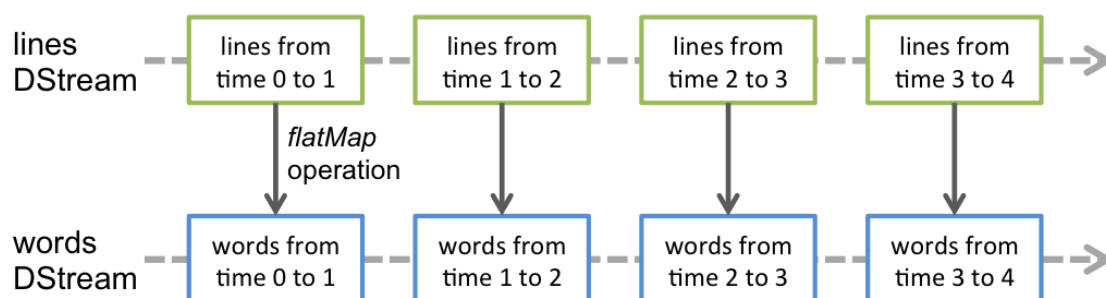 lines
DStream
lines from
time 0 to 1
lines from
time 1 to 2
lines from
time 2 to 3
lines from
time 3 to 4
flatMap
operation
words
DStream
words from
time 0 to 1
words from
time 1 to 2
words from
time 2 to 3
words from
time 3 to 4